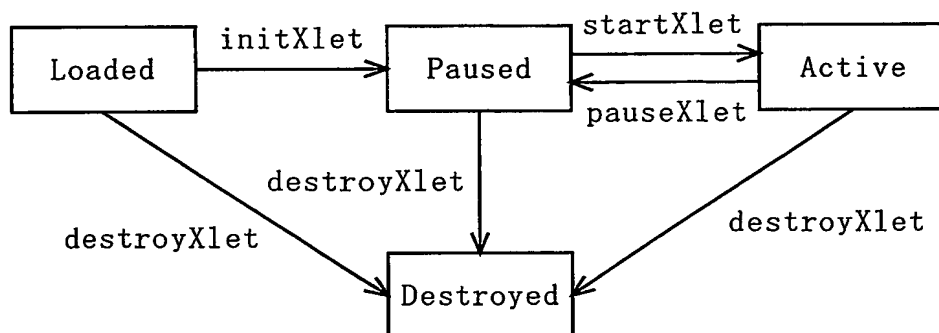 initXlet
startXlet
Loaded
Paused
Active
pauseXlet
destroyXlet
destroyXlet
destroyXlet
Destroyed